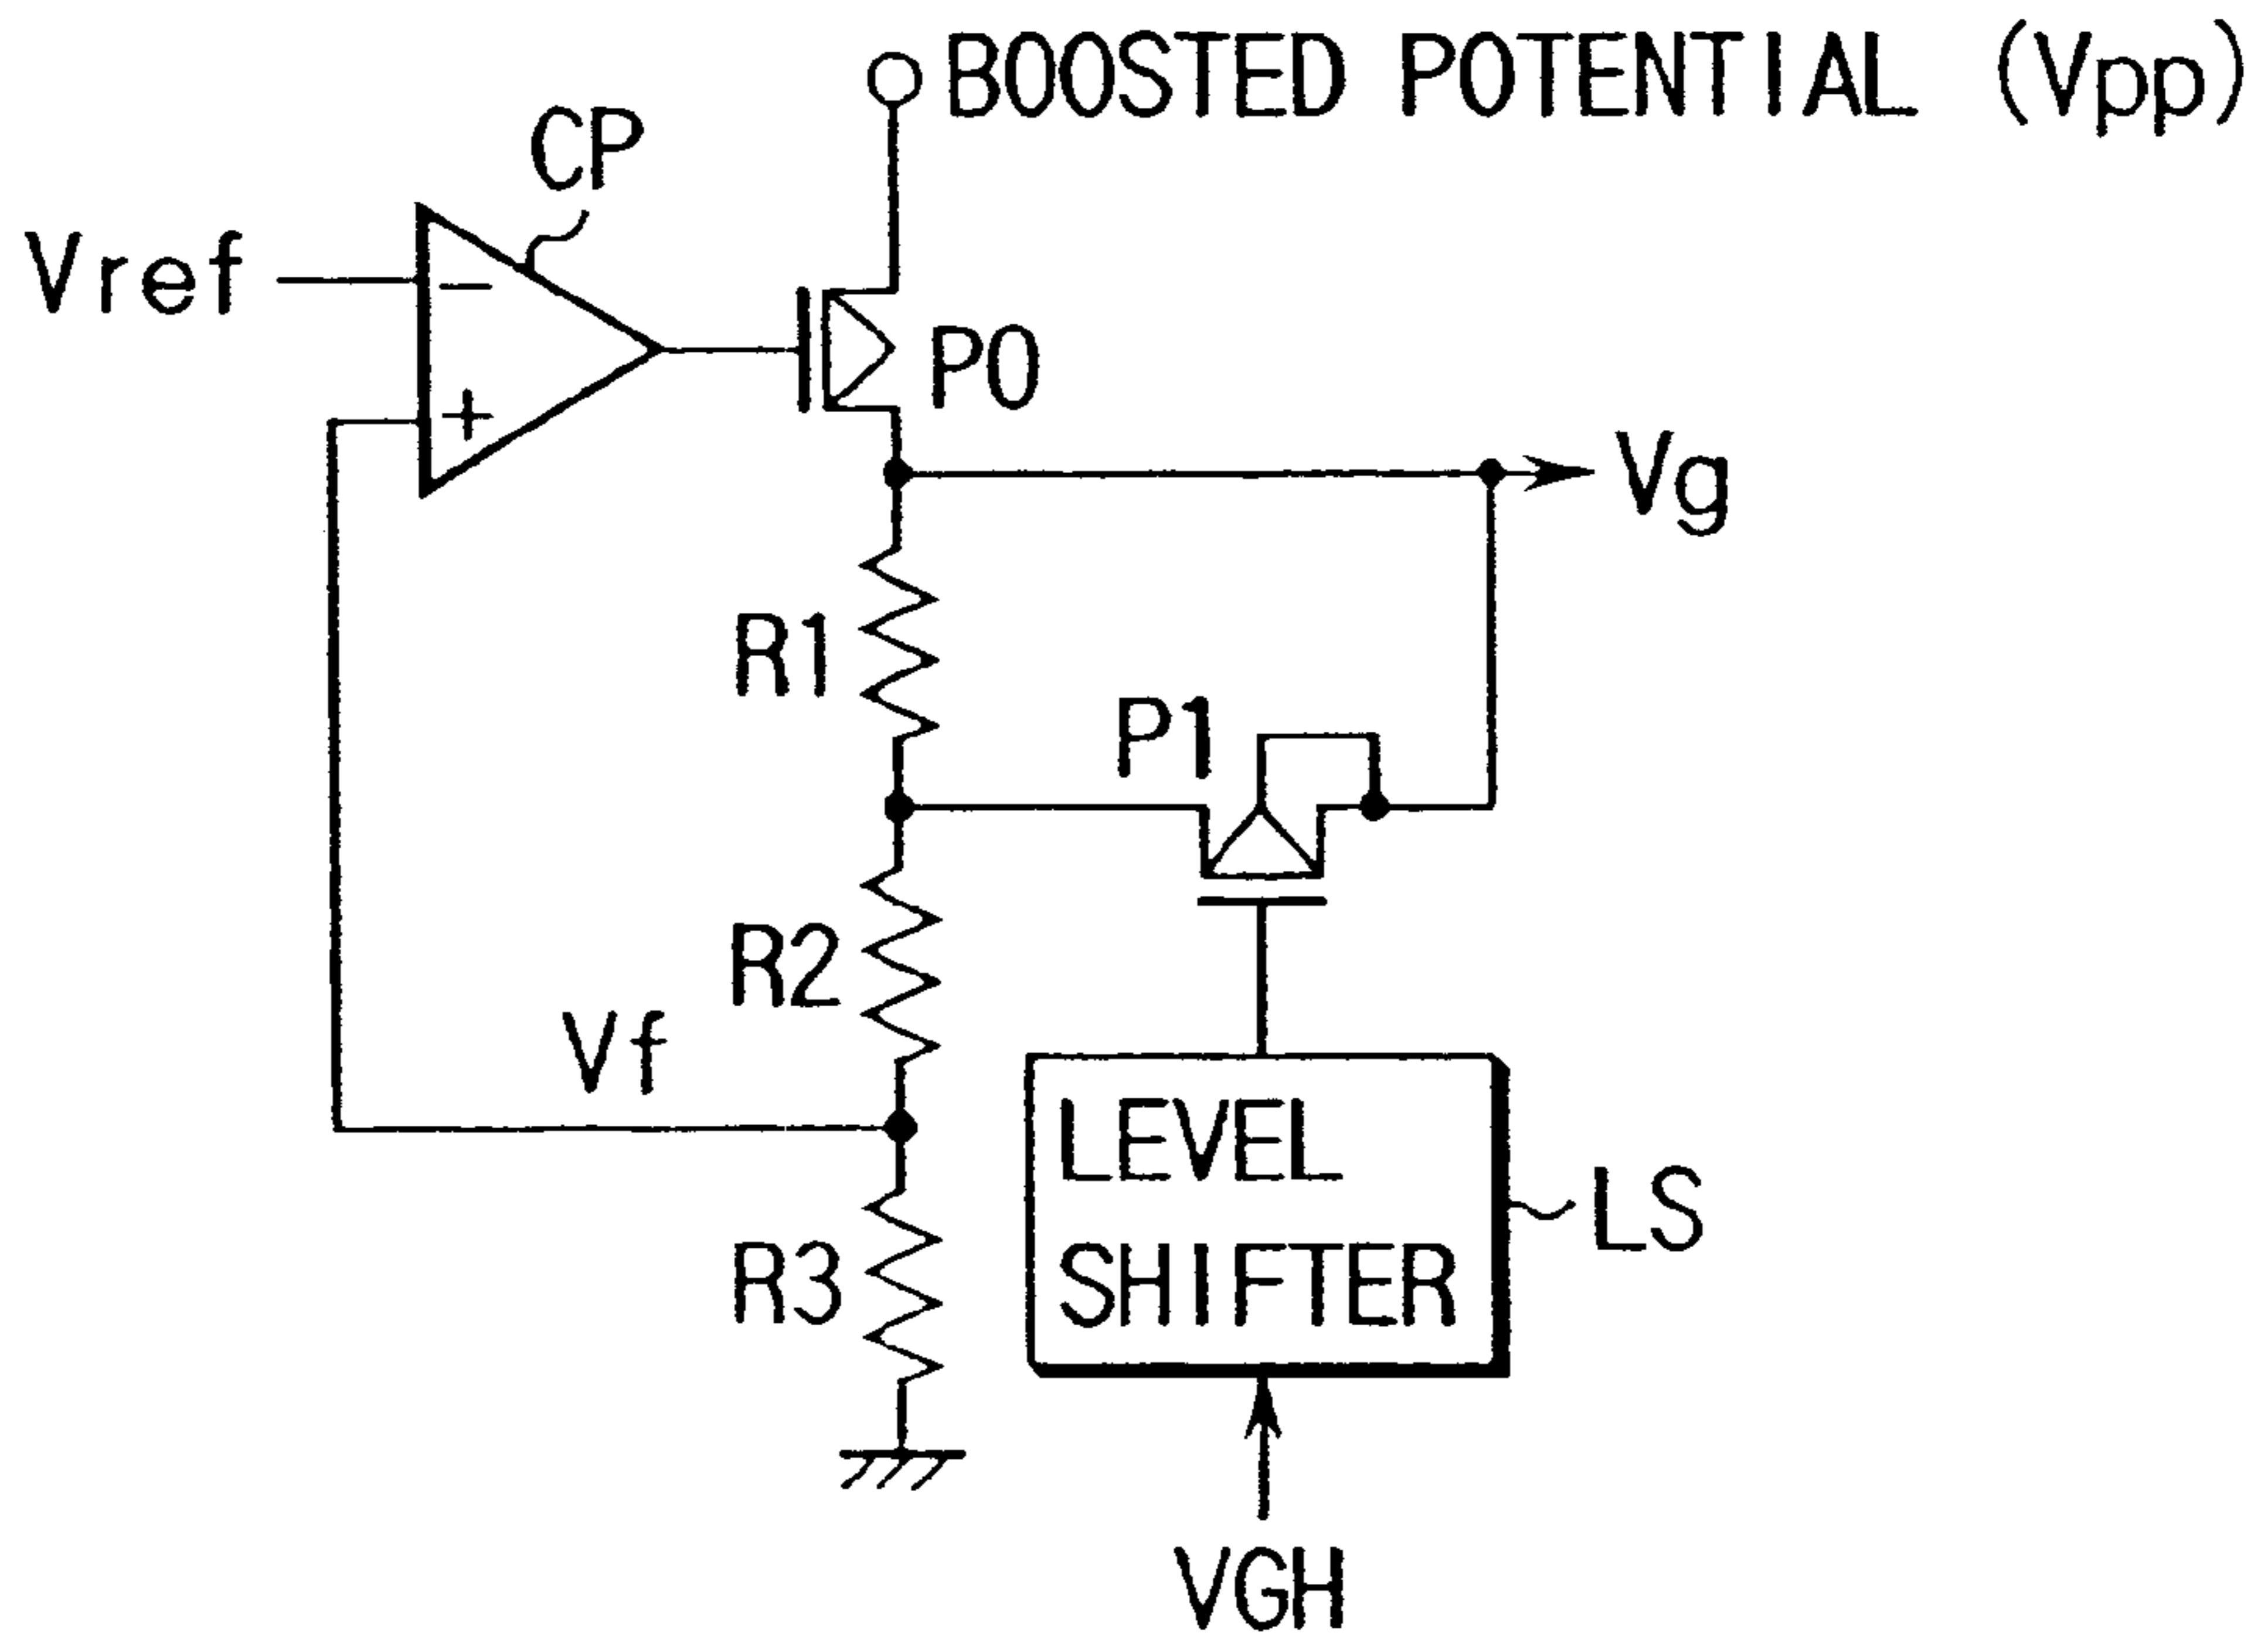 BOOSTED POTENTIAL (Vpp)
CP
Vref
−
+
P0
Vg
R1
P1
R2
Vf
LEVEL
SHIFTER
LS
R3
VGH